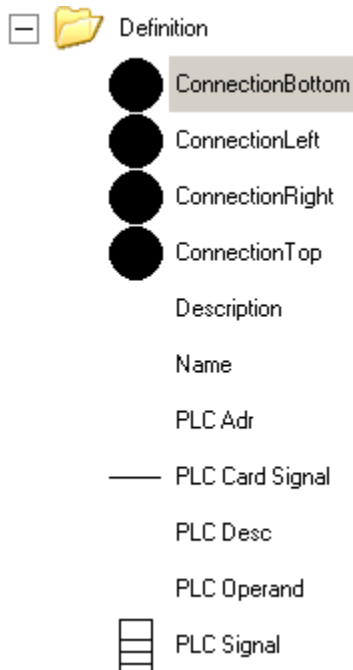 Definition
ConnectionBottom
ConnectionLeft
ConnectionRight
ConnectionTop
Description
Name
PLC Adr
PLC Card Signal
PLC Desc
PLC Operand
PLC Signal